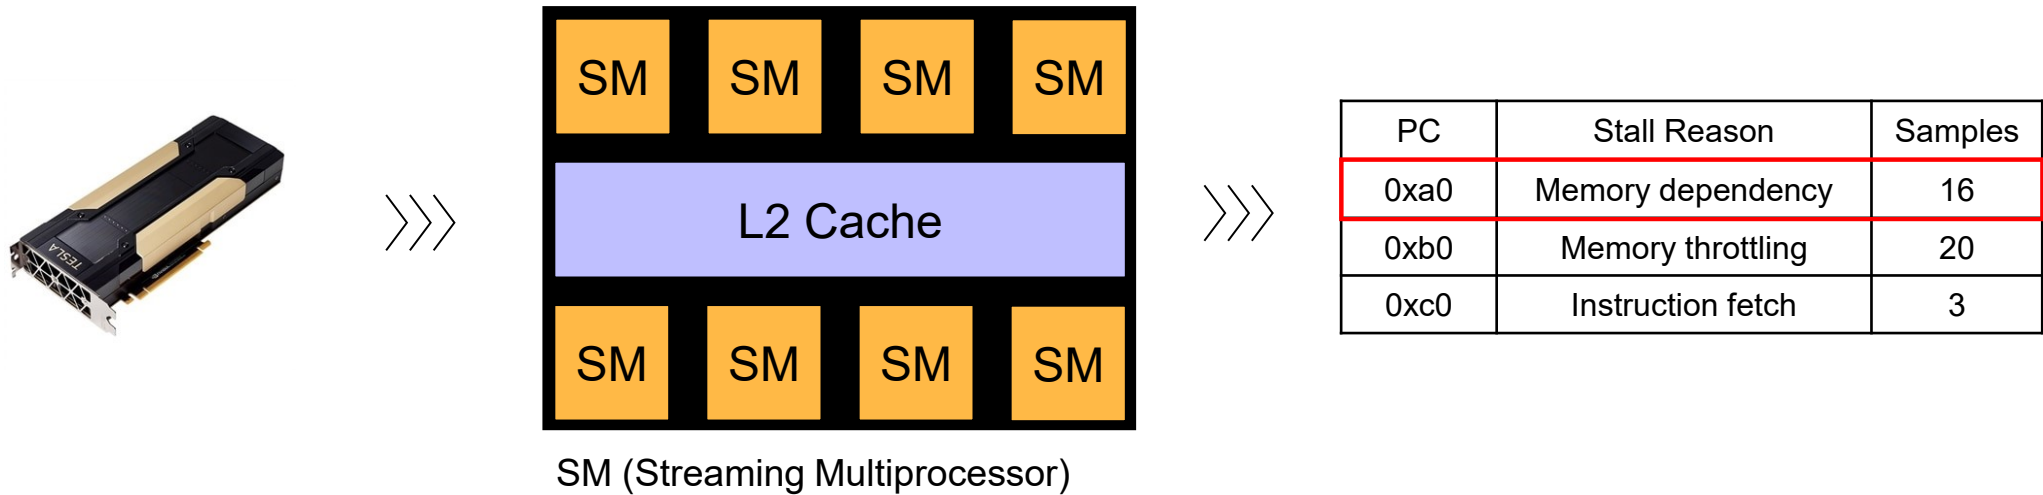 TESLA
SM SM SM SM
L2 Cache
SM SM SM SM
SM (Streaming Multiprocessor)
PC Stall Reason Samples
0xa0 Memory dependency 16
0xb0 Memory throttling 20
0xc0 Instruction fetch 3